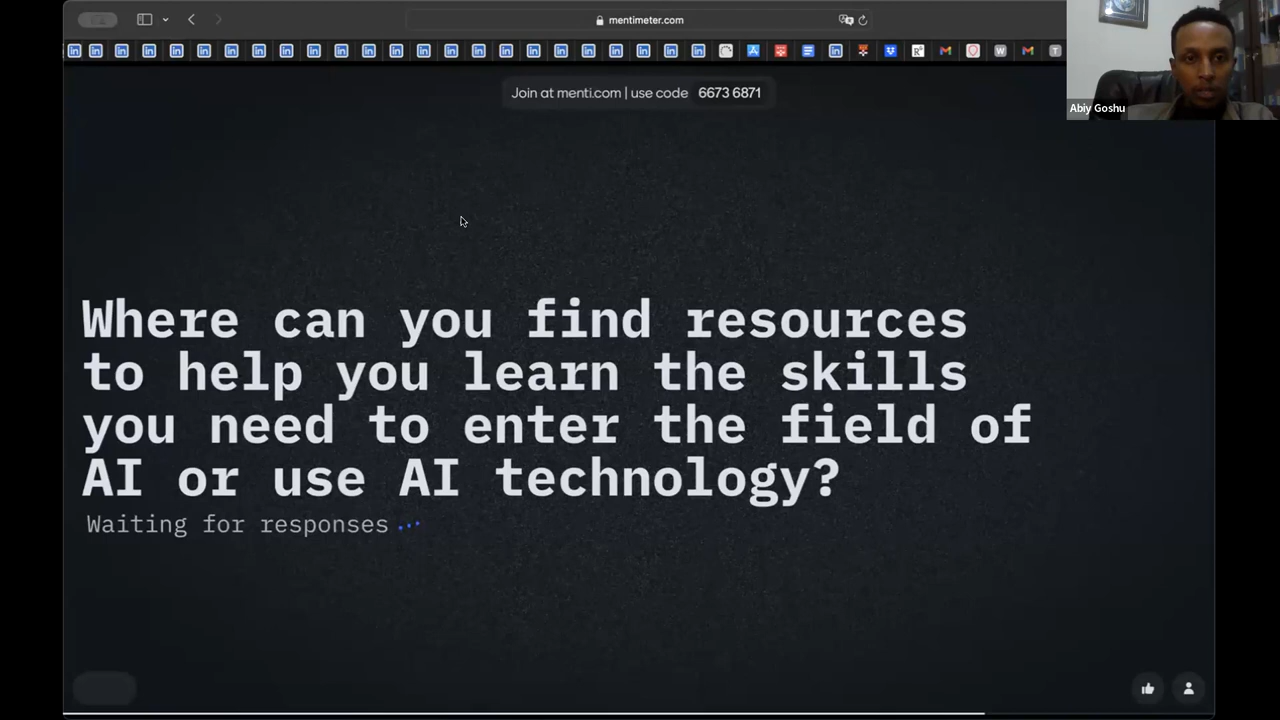 mentimeter.com
Join at menti.com | use code 6673 6871
Abiy Goshu
Where can you find resources
to help you learn the skills
you need to enter the field of
AI or use AI technology?
Waiting for responses